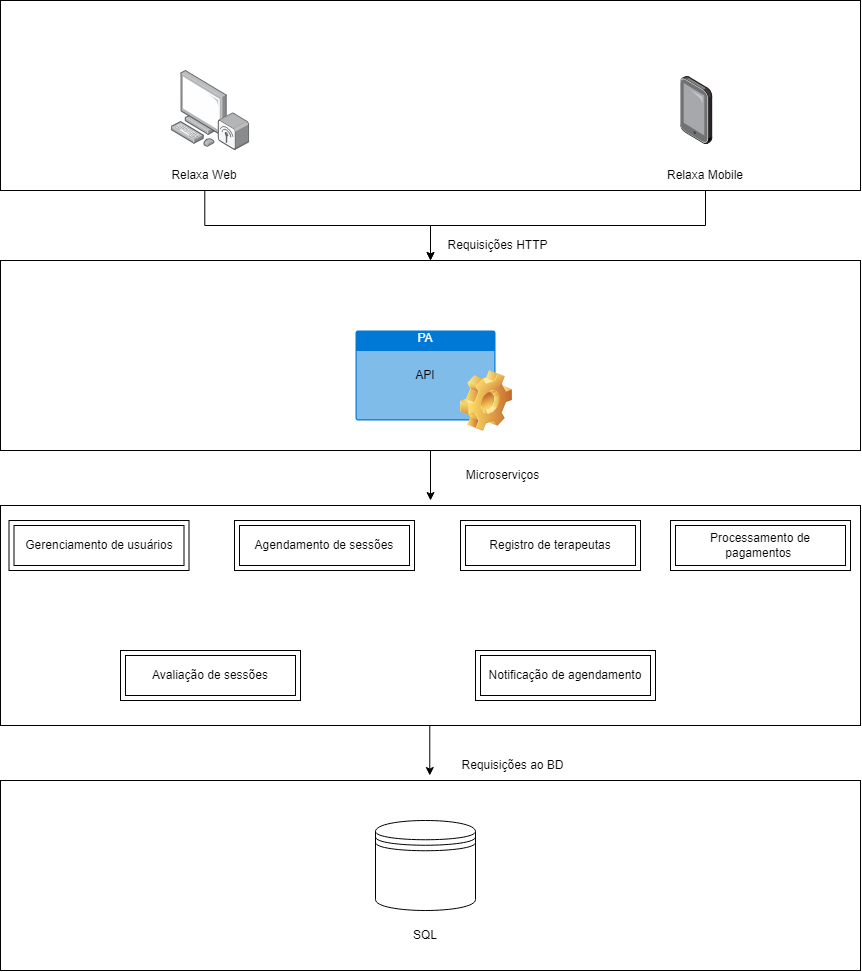 Relaxa Web
Relaxa Mobile
Requisições HTTP
PA
API
Microserviços
Gerenciamento de usuários
Agendamento de sessões
Registro de terapeutas
Processamento de
pagamentos
Avaliação de sessões
Notificação de agendamento
Requisições ao BD
SQL